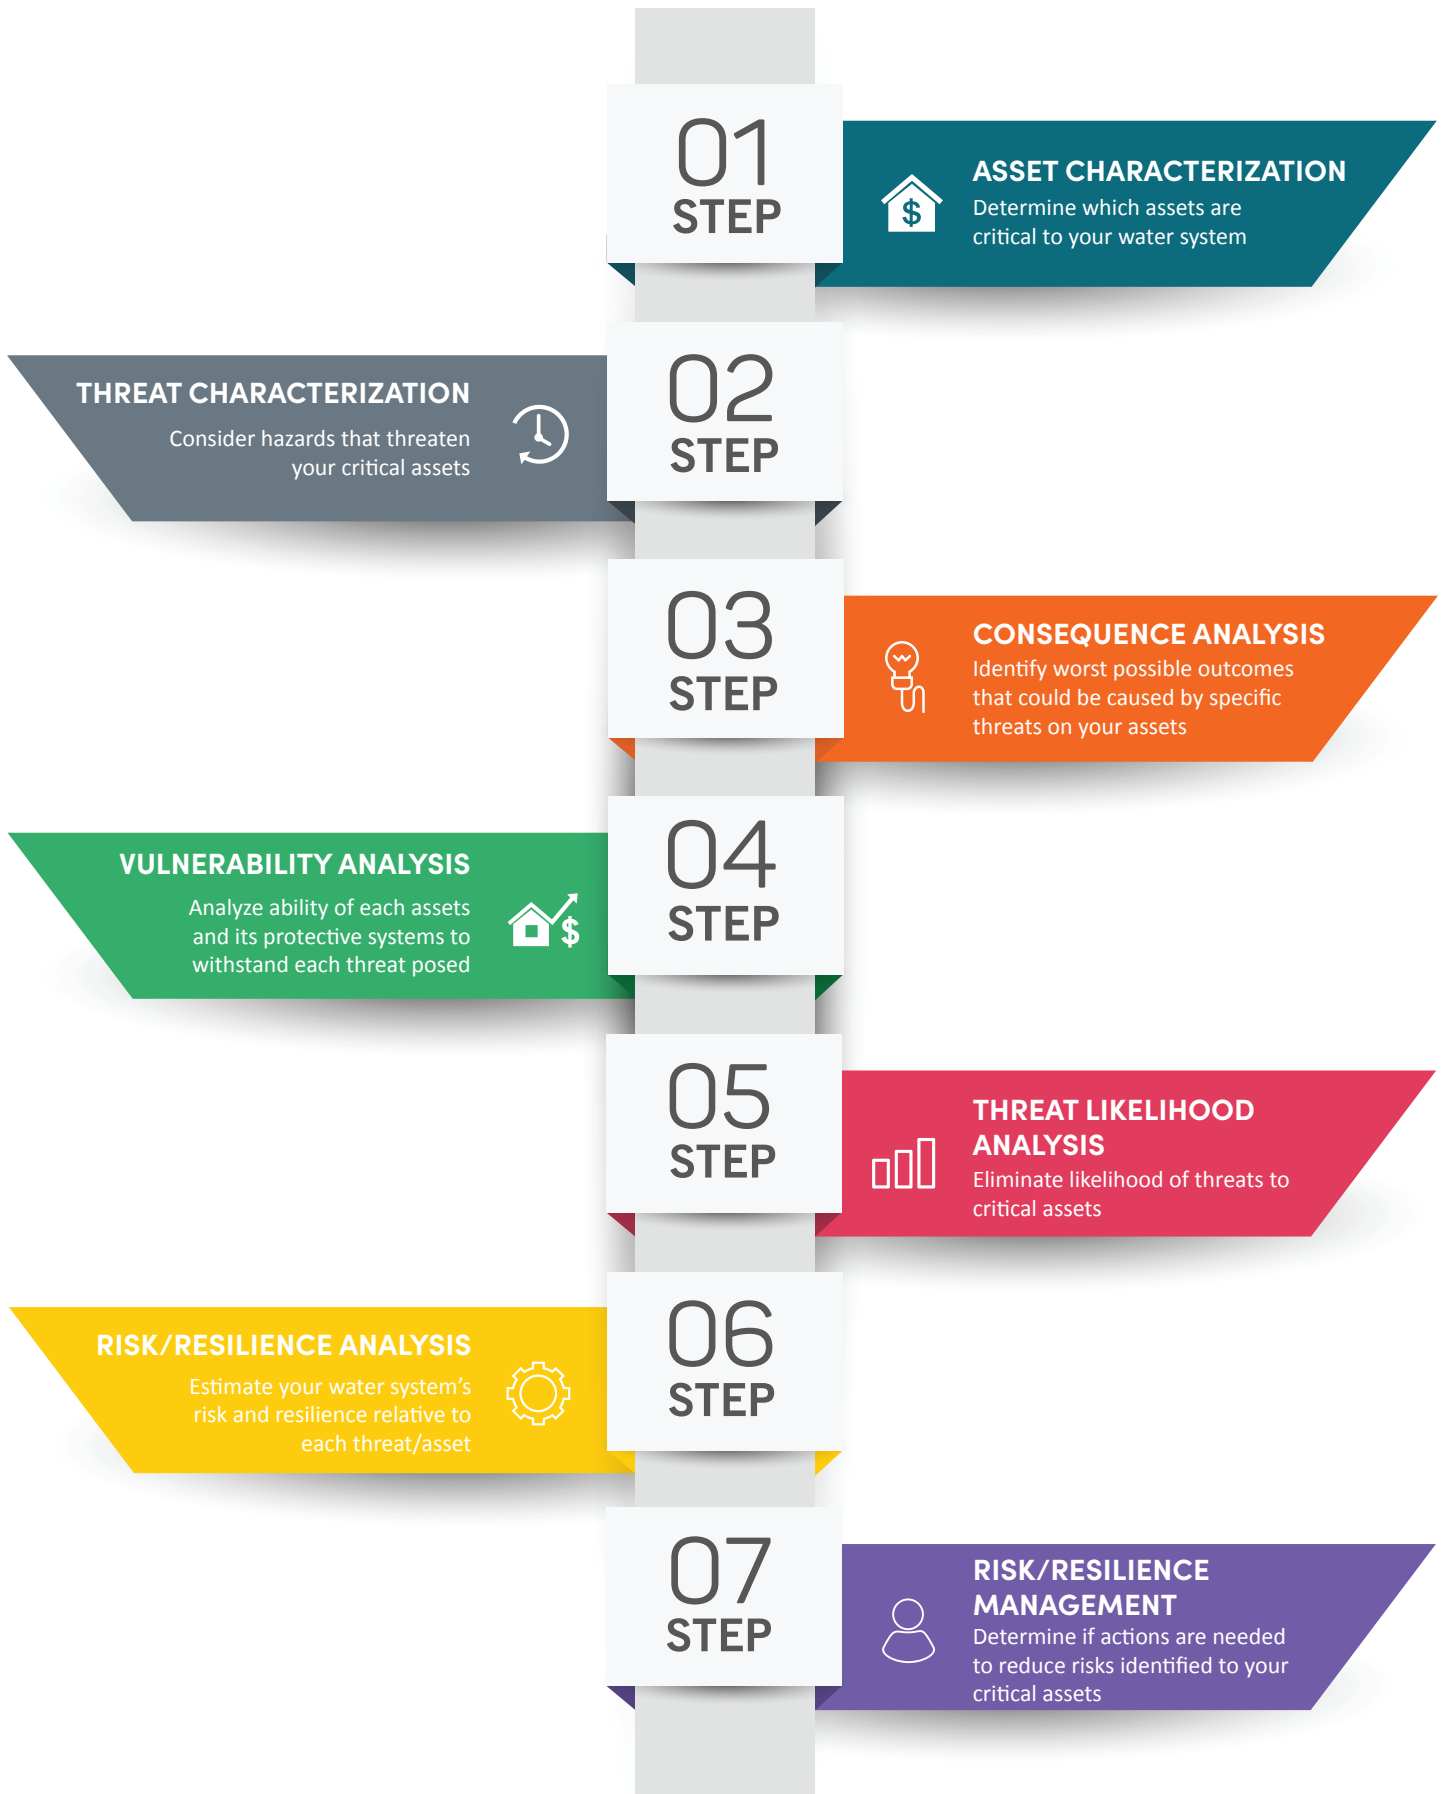 01
STEP
ASSET CHARACTERIZATION
Determine which assets are
critical to your water system
$
02
STEP
THREAT CHARACTERIZATION
Consider hazards that threaten
your critical assets
03
STEP
CONSEQUENCE ANALYSIS
Identify worst possible outcomes
that could be caused by specific
threats on your assets
04
STEP
VULNERABILITY ANALYSIS
Analyze ability of each assets
and its protective systems to
withstand each threat posed
$
05
STEP
THREAT LIKELIHOOD
ANALYSIS
Eliminate likelihood of threats to
critical assets
06
STEP
RISK/RESILIENCE ANALYSIS
Estimate your water system's
risk and resilience relative to
each threat/asset
07
STEP
RISK/RESILIENCE
MANAGEMENT
Determine if actions are needed
to reduce risks identified to your
critical assets